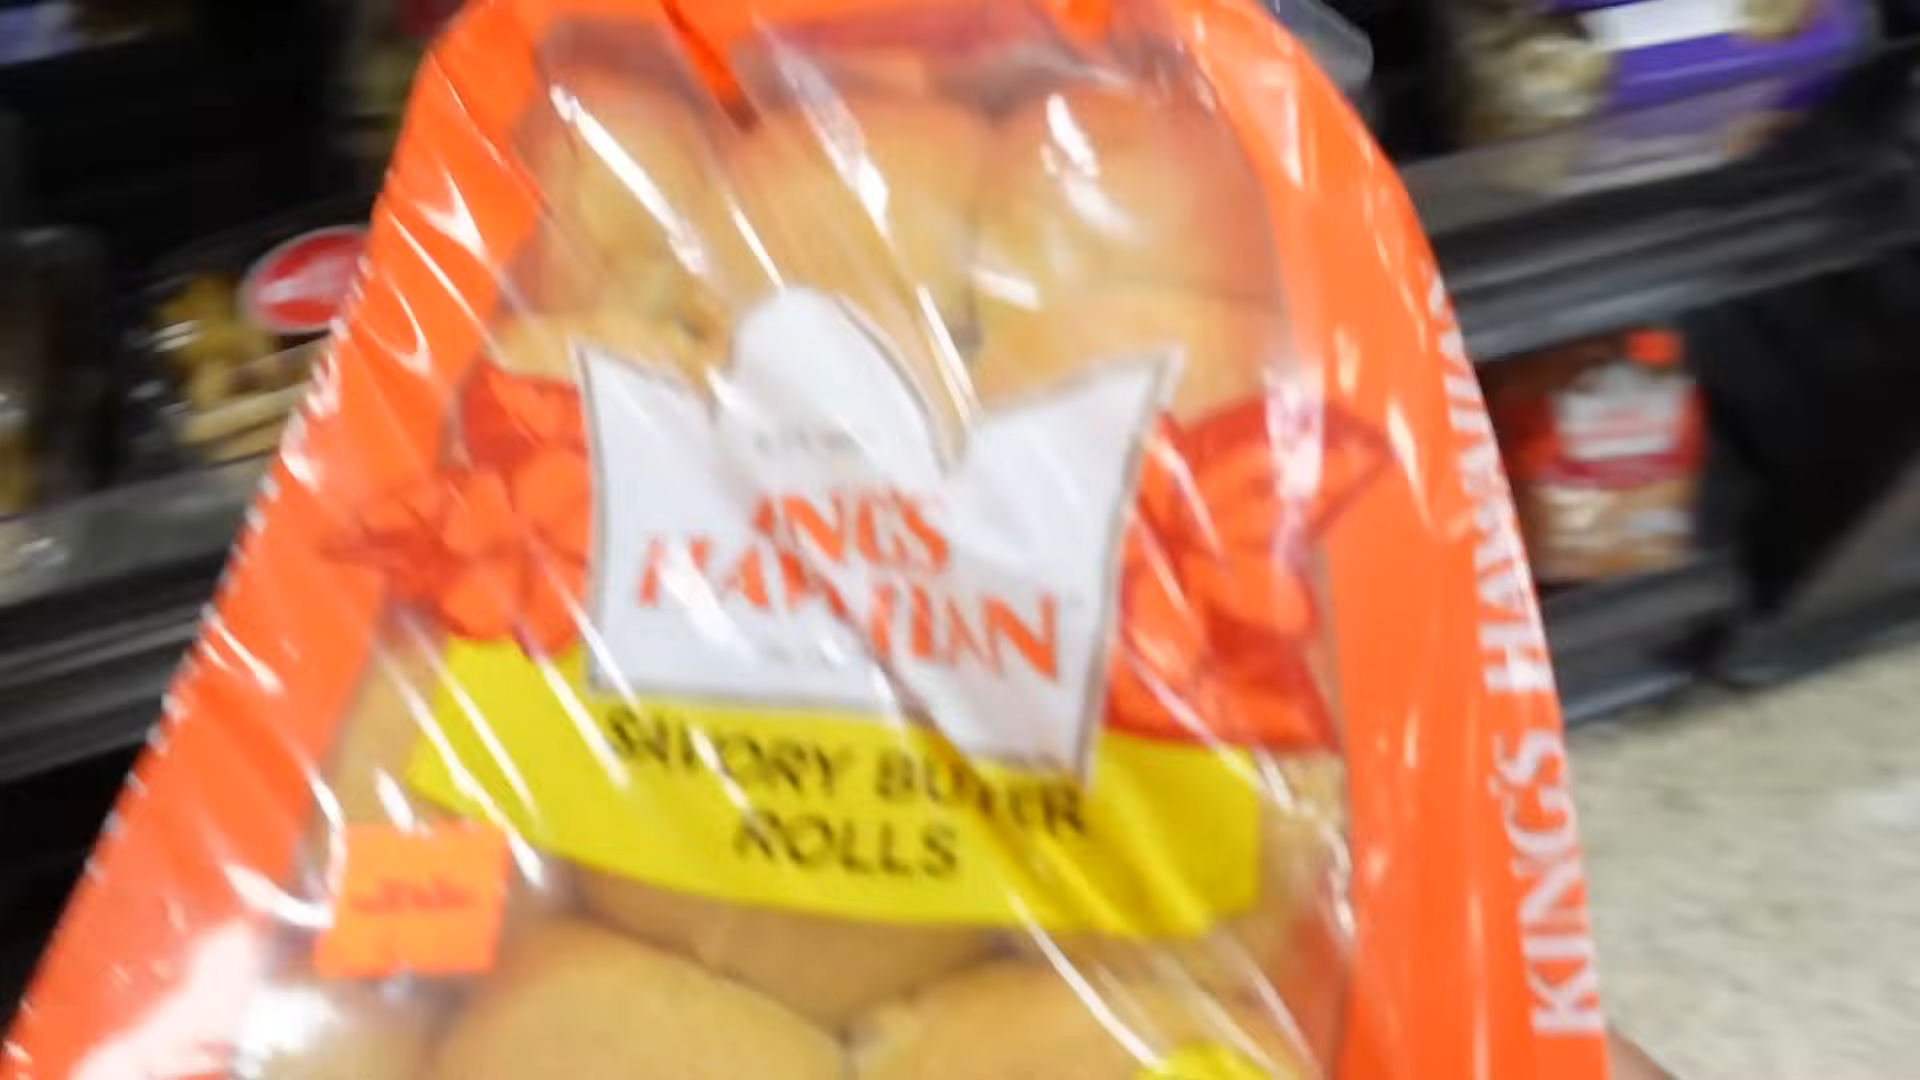 KING'S
HAWAIIAN
SAVORY BUTTER
ROLLS
KING'S HAWAIIAN